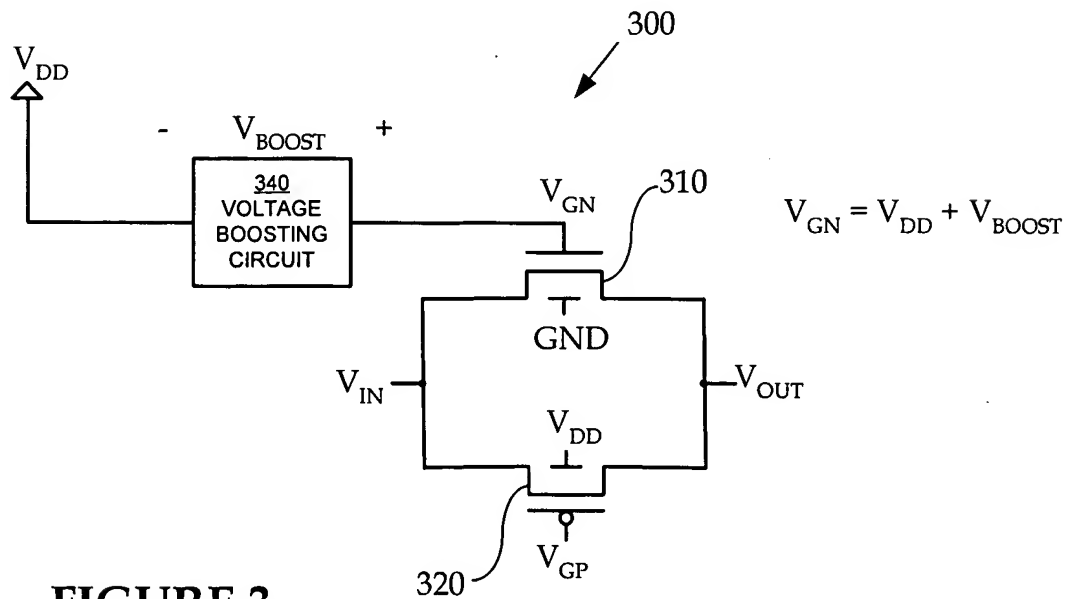 300
V_DD
- V_BOOST +
340
VOLTAGE
BOOSTING
CIRCUIT
V_GN
310
V_GN = V_DD + V_BOOST
GND
V_IN
V_OUT
V_DD
V_GP
320